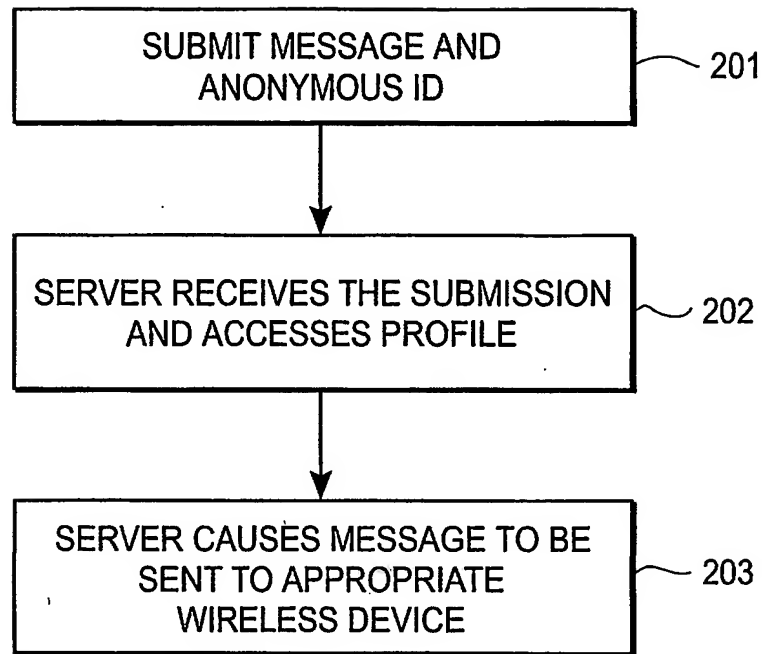 SUBMIT MESSAGE AND
ANONYMOUS ID
201
SERVER RECEIVES THE SUBMISSION
AND ACCESSES PROFILE
202
SERVER CAUSES MESSAGE TO BE
SENT TO APPROPRIATE
WIRELESS DEVICE
203